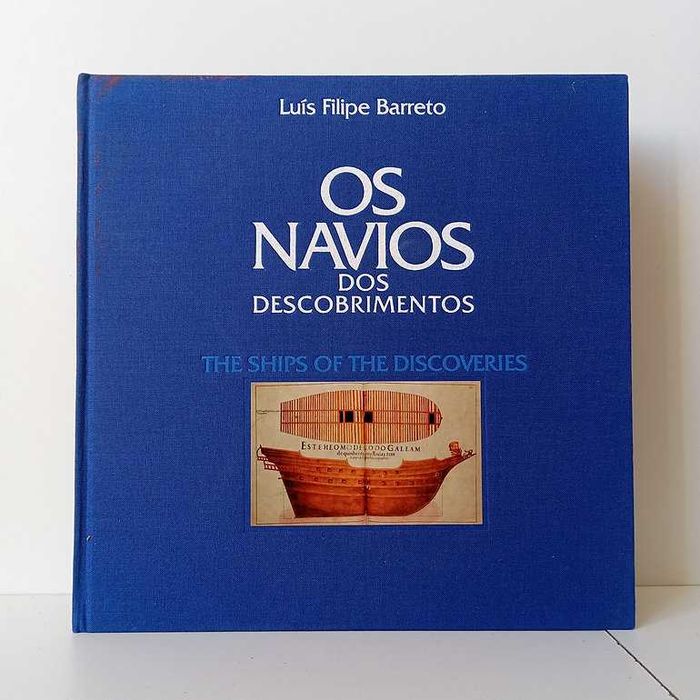 Luís Filipe Barreto
OS
NAVIOS
DOS
DESCOBRIMENTOS
THE SHIPS OF THE DISCOVERIES